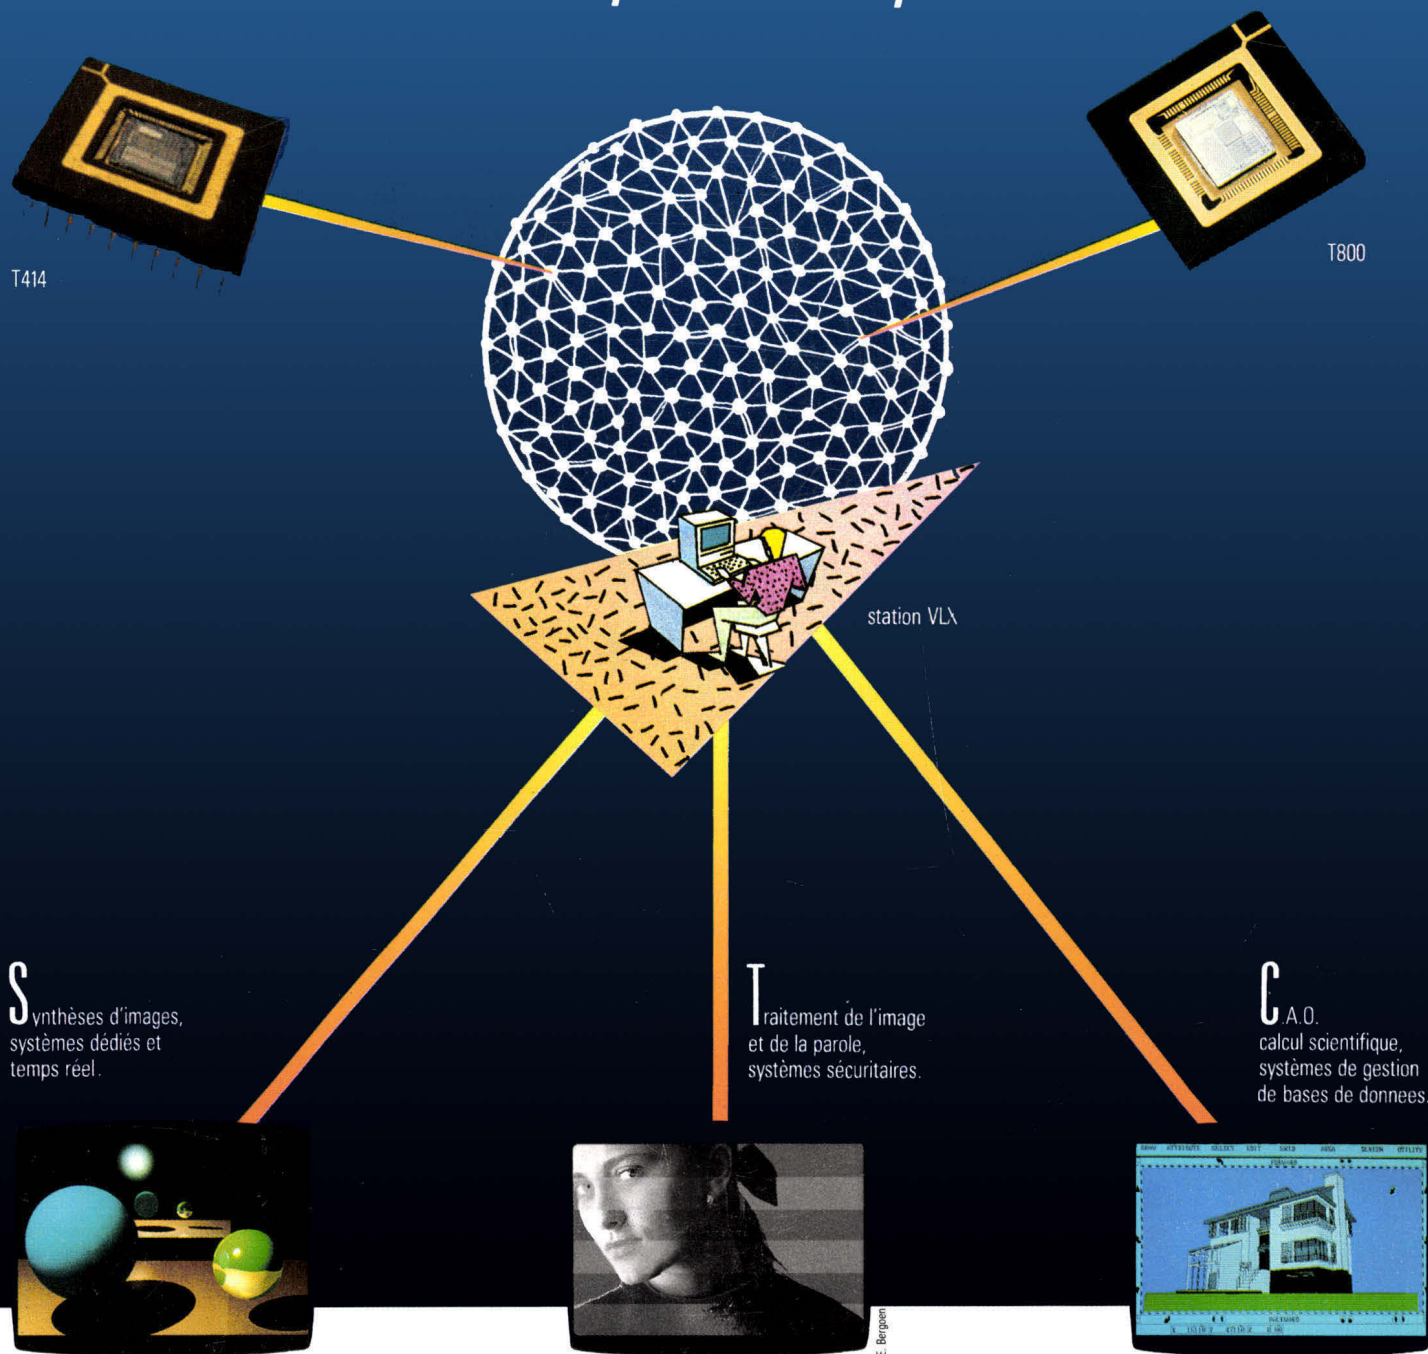 T414
T800
station VLX
Synthèses d'images,
systèmes dédiés et
temps réel.
Traitement de l'image
et de la parole,
systèmes sécuritaires.
C.A.O.
calcul scientifique,
systèmes de gestion
de bases de donnees.
E. Bergoen